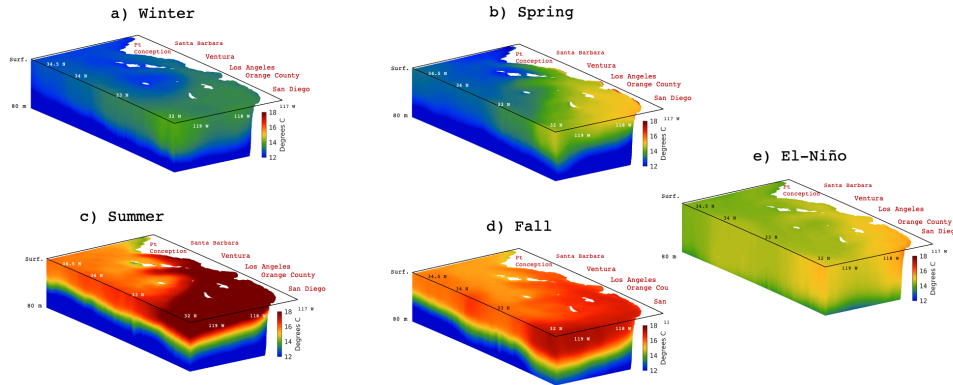 a) Winter
Surf.
34.5 N
34 N
33 N
32 N
119 W
118 W
117 W
80 m
Pt
Conception
Santa Barbara
Ventura
Los Angeles
Orange County
San Diego
18
16
14
12
Degrees C
b) Spring
Surf.
34.5 N
34 N
33 N
32 N
119 W
118 W
117 W
80 m
Pt
Conception
Santa Barbara
Ventura
Los Angeles
Orange County
San Diego
18
16
14
12
Degrees C
c) Summer
Surf.
34.5 N
34 N
33 N
32 N
119 W
118 W
117 W
80 m
Pt
Conception
Santa Barbara
Ventura
Los Angeles
Orange County
San Diego
18
16
14
12
Degrees C
d) Fall
Surf.
34.5 N
34 N
33 N
32 N
119 W
118 W
11
80 m
Pt
Conception
Santa Barbara
Ventura
Los Angeles
Orange Cou
San
18
16
14
12
Degrees C
e) El-Niño
Surf.
34.5 N
34 N
33 N
32 N
119 W
118 W
80 m
Pt
Conception
Santa Barbara
Ventura
Los Angeles
Orange County
San Dieg
18
16
14
12
Degrees C